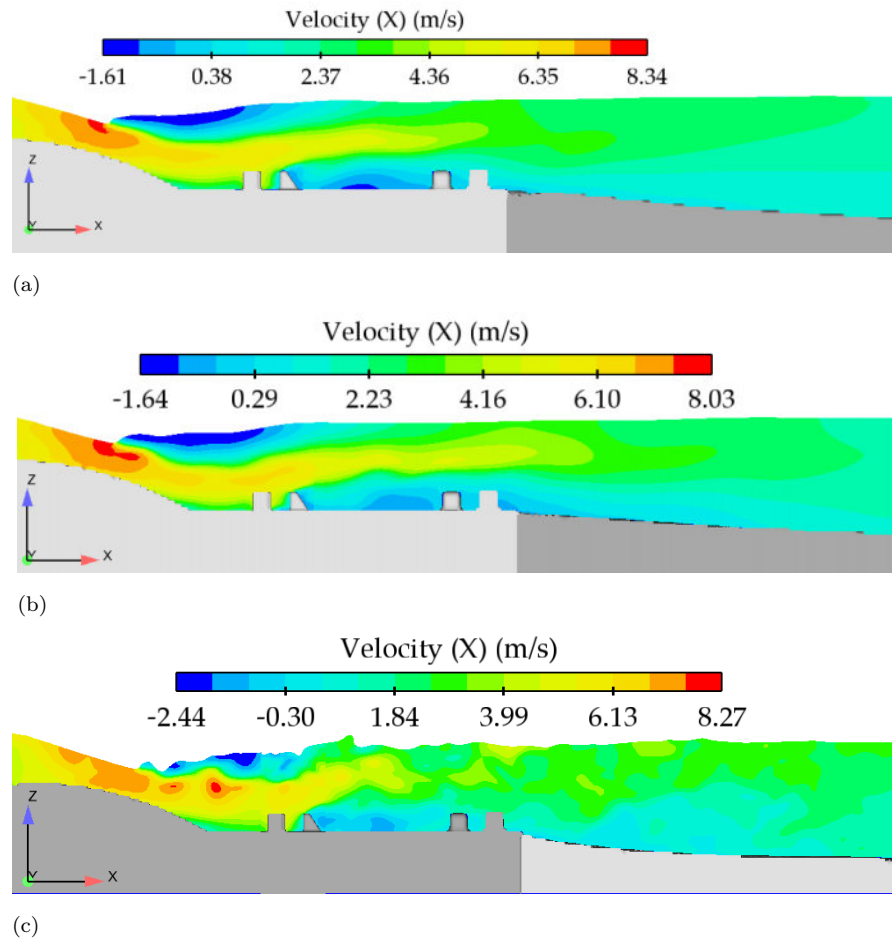 Velocity (X) (m/s)
-1.61 0.38 2.37 4.36 6.35 8.34
Z
Y X
(a)
Velocity (X) (m/s)
-1.64 0.29 2.23 4.16 6.10 8.03
Z
Y X
(b)
Velocity (X) (m/s)
-2.44 -0.30 1.84 3.99 6.13 8.27
Z
Y X
(c)